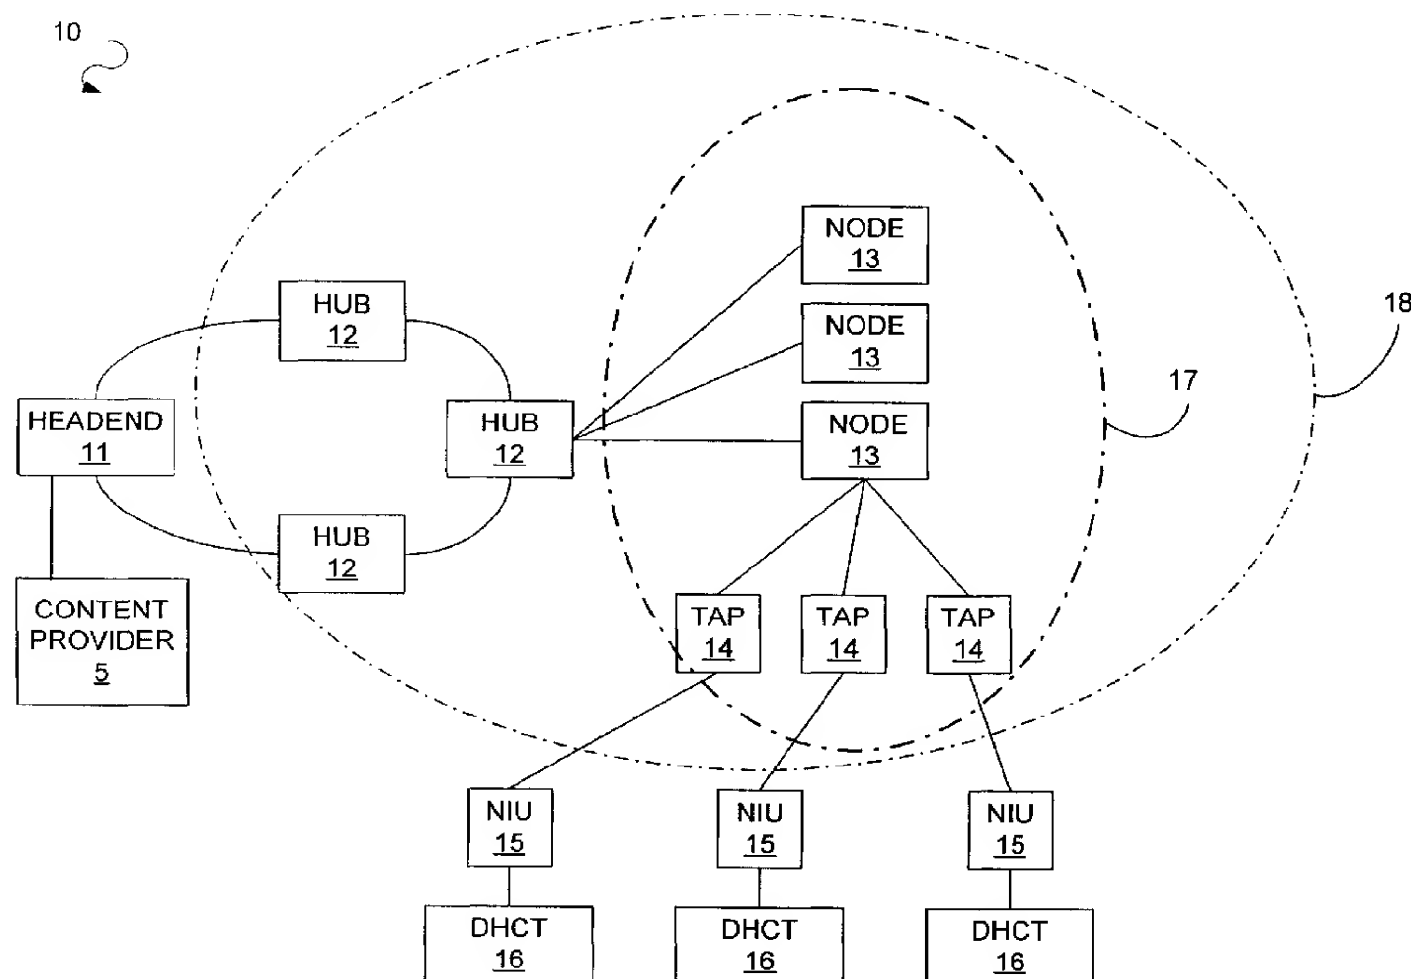 10
NODE
13
HUB
12
NODE
13
18
17
HEADEND
11
HUB
12
NODE
13
HUB
12
CONTENT
PROVIDER
5
TAP
14
TAP
14
TAP
14
NIU
15
NIU
15
NIU
15
DHCT
16
DHCT
16
DHCT
16